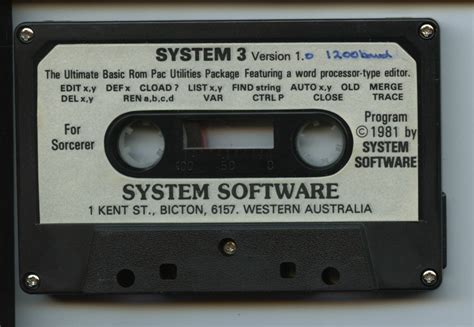 SYSTEM 3 Version 1.0 1200 baud
The Ultimate Basic Rom Pac Utilities Package Featuring a word processor-type editor.
EDIT x,y DEF x CLOAD ? LIST x,y FIND string AUTO x,y OLD MERGE
DEL x,y REN a,b,c,d VAR CTRL P CLOSE TRACE
For
Sorcerer
Program
© 1981 by
SYSTEM
SOFTWARE
100 50 0
SYSTEM SOFTWARE
1 KENT ST., BICTON, 6157. WESTERN AUSTRALIA